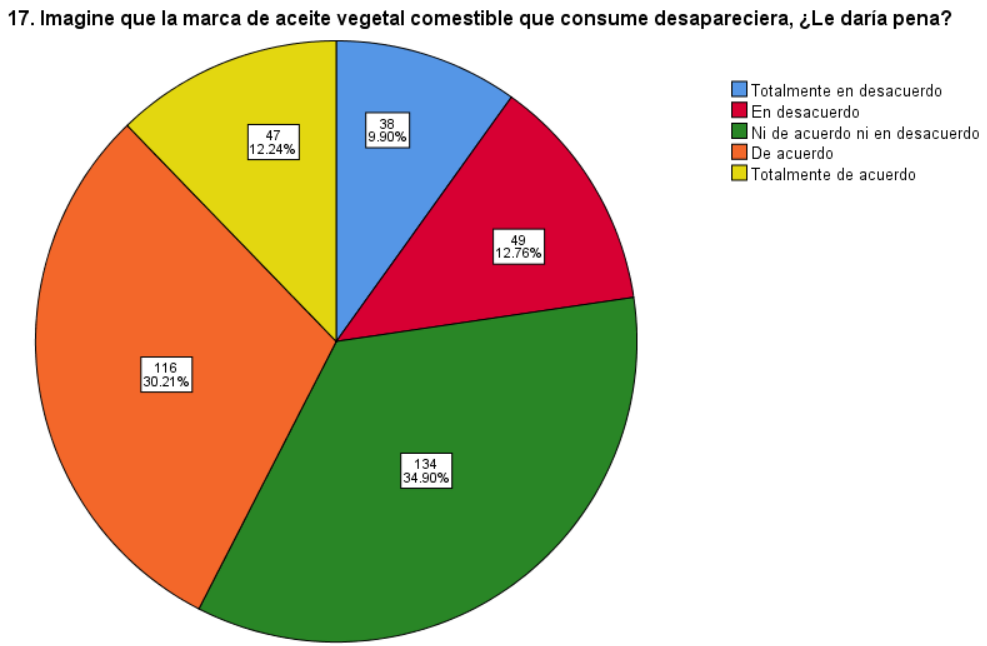 17. Imagine que la marca de aceite vegetal comestible que consume desapareciera, ¿Le daría pena?
Totalmente en desacuerdo
En desacuerdo
Ni de acuerdo ni en desacuerdo
De acuerdo
Totalmente de acuerdo
38
9.90%
47
12.24%
49
12.76%
116
30.21%
134
34.90%